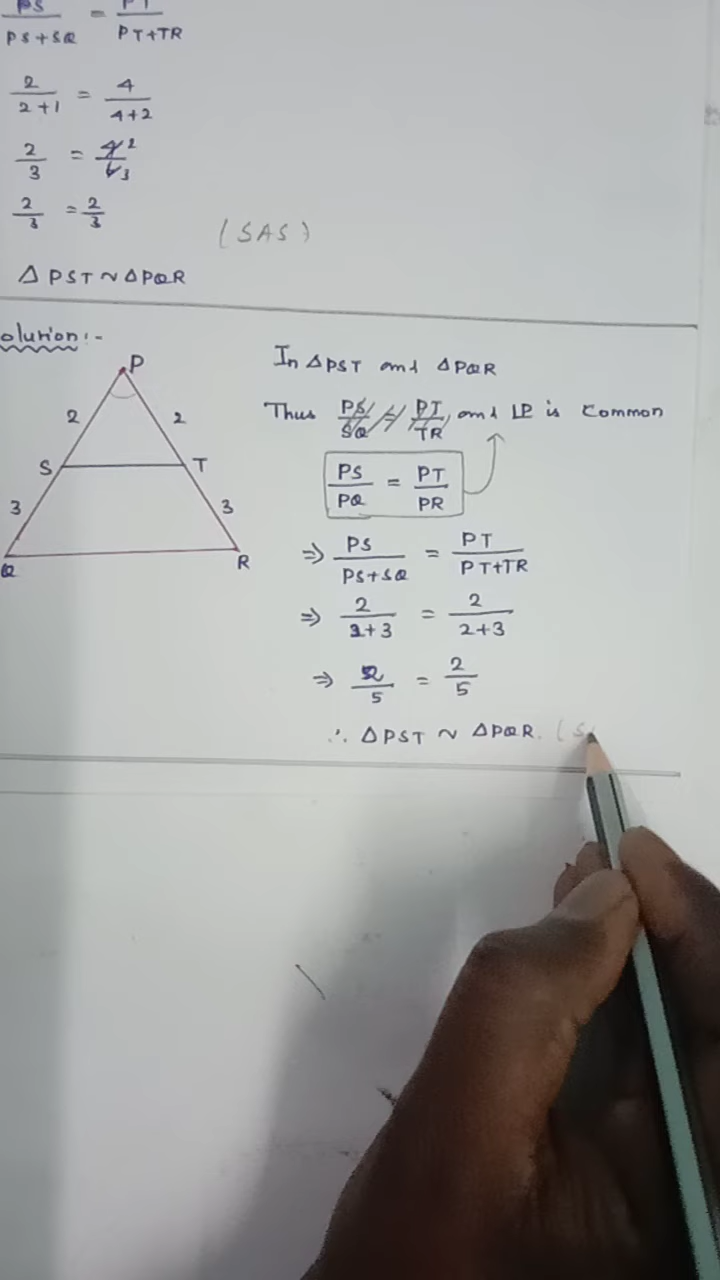 PS/PS+SQ = PT/PT+TR
2/2+1 = 4/4+2
2/3 = 4 2/6 3
2/3 = 2/3
(SAS)
Δ PST ~ Δ PQR
olution:-
P
2 2
S T
3 3
Q R
In Δ PST and Δ PQR
Thus PS/SQ = PT/TR, and ∠P is common
PS/PQ = PT/PR
⇒ PS/PS+SQ = PT/PT+TR
⇒ 2/2+3 = 2/2+3
⇒ 2/5 = 2/5
∴ Δ PST ~ Δ PQR. (S